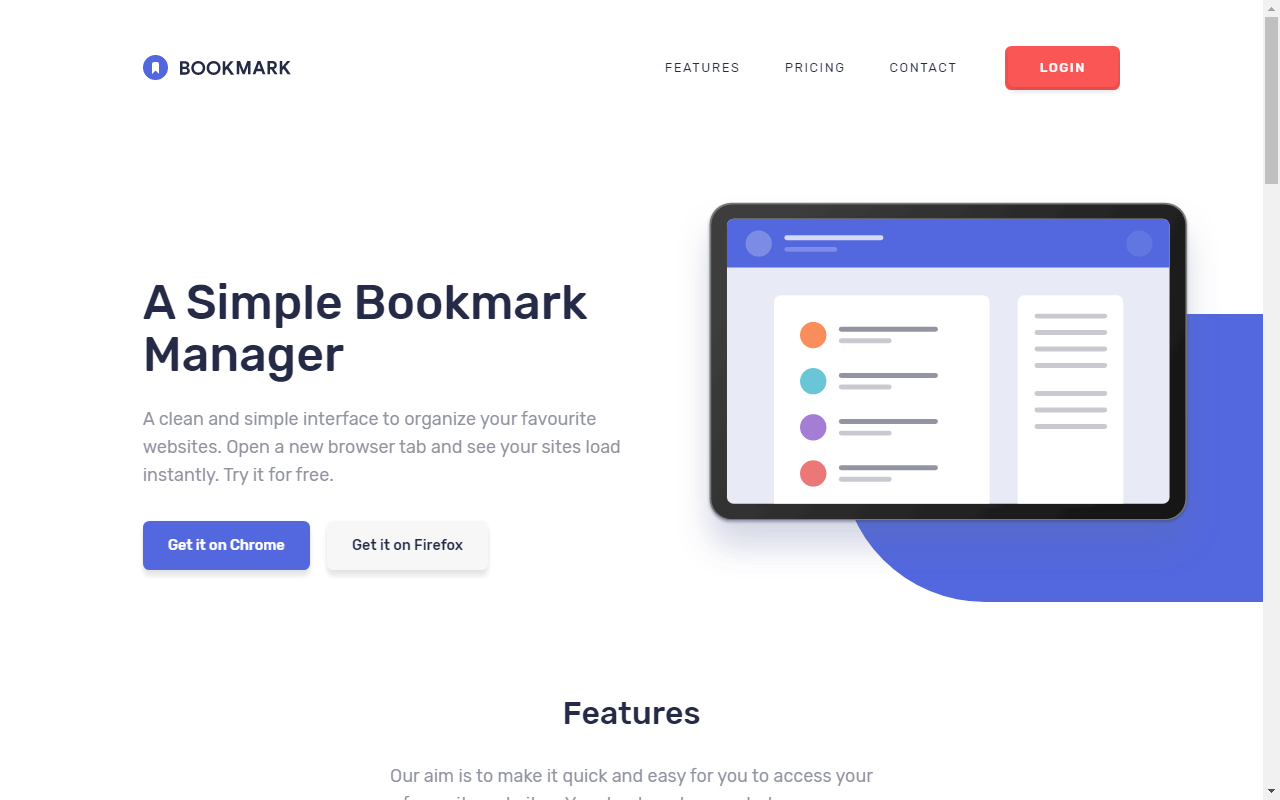 BOOKMARK
FEATURES
PRICING
CONTACT
LOGIN
A Simple Bookmark
Manager
A clean and simple interface to organize your favourite
websites. Open a new browser tab and see your sites load
instantly. Try it for free.
Get it on Chrome
Get it on Firefox
Features
Our aim is to make it quick and easy for you to access your